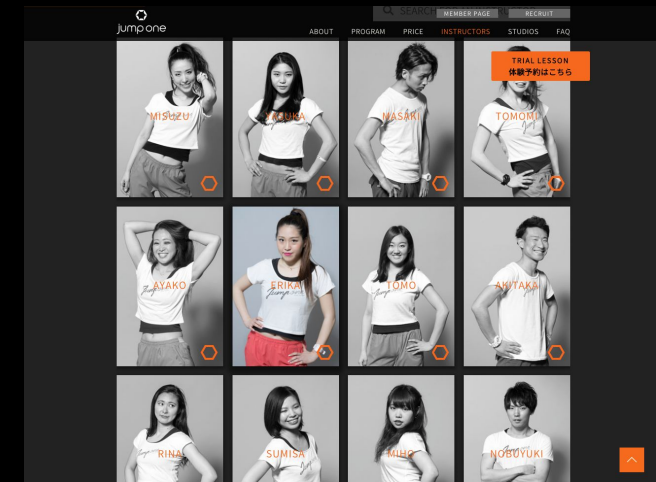 SEARCH
MEMBER PAGE
RECRUIT
jump one
ABOUT
PROGRAM
PRICE
INSTRUCTORS
STUDIOS
FAQ
TRIAL LESSON
体験予約はこちら
MISUZU
YASUKA
MASAKI
TOMOMI
AYAKO
ERIKA
TOMO
AKITAKA
RINA
SUMISA
MIHO
NOBUYUKI